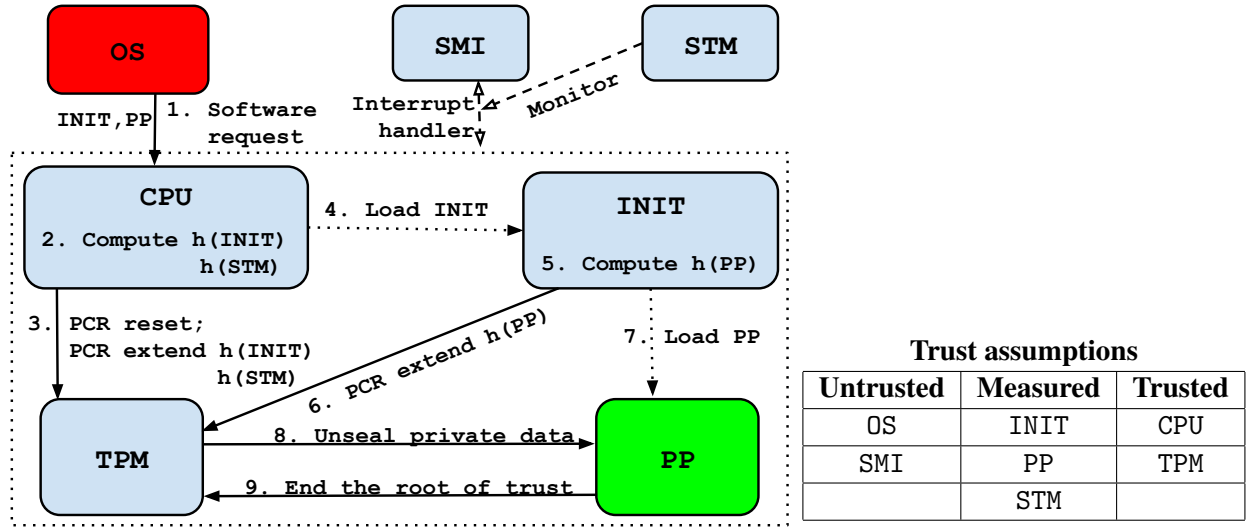 OS
SMI
STM
INIT,PP
1. Software
request
Interrupt
handler
Monitor
CPU
2. Compute h(INIT)
h(STM)
4. Load INIT
INIT
5. Compute h(PP)
3. PCR reset;
PCR extend h(INIT)
h(STM)
6. PCR extend h(PP)
7. Load PP
TPM
8. Unseal private data
9. End the root of trust
PP
Trust assumptions
Untrusted Measured Trusted
OS INIT CPU
SMI PP TPM
STM